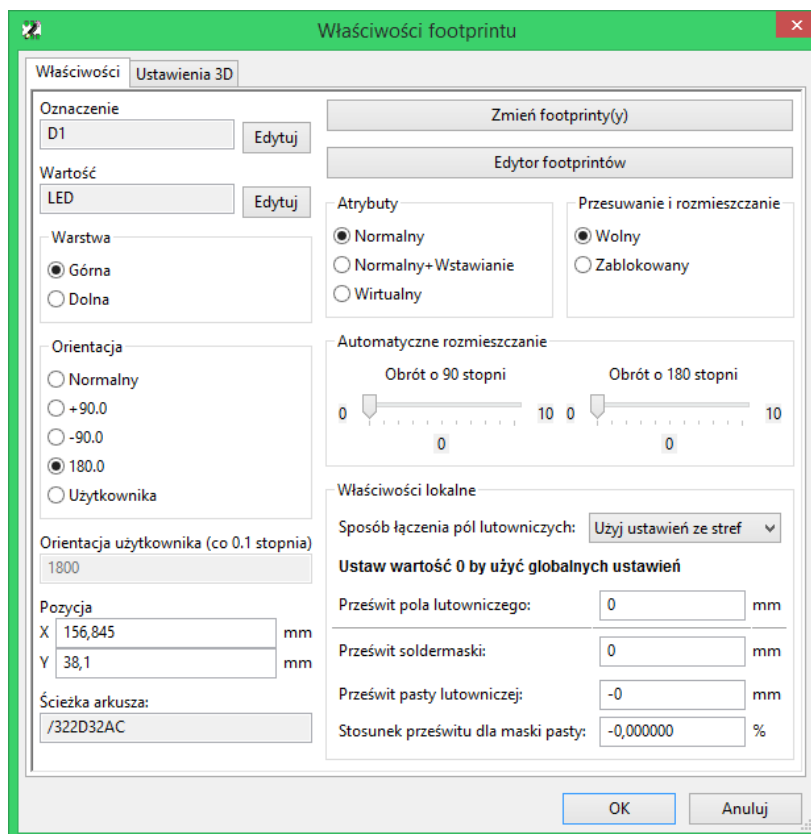 Właściwości footprintu
Właściwości
Ustawienia 3D
Oznaczenie
D1
Edytuj
Wartość
LED
Edytuj
Warstwa
Górna
Dolna
Orientacja
Normalny
+90.0
-90.0
180.0
Użytkownika
Orientacja użytkownika (co 0.1 stopnia)
1800
Pozycja
X 156,845 mm
Y 38,1 mm
Ścieżka arkusza:
/322D32AC
Zmień footprinty(y)
Edytor footprintów
Atrybuty
Normalny
Normalny+Wstawianie
Wirtualny
Przesuwanie i rozmieszczanie
Wolny
Zablokowany
Automatyczne rozmieszczanie
Obrót o 90 stopni
0 10
0
Obrót o 180 stopni
0 10
0
Właściwości lokalne
Sposób łączenia pól lutowniczych: Użyj ustawień ze stref
Ustaw wartość 0 by użyć globalnych ustawień
Prześwit pola lutowniczego: 0 mm
Prześwit soldermaski: 0 mm
Prześwit pasty lutowniczej: -0 mm
Stosunek prześwitu dla maski pasty: -0,000000 %
OK
Anuluj